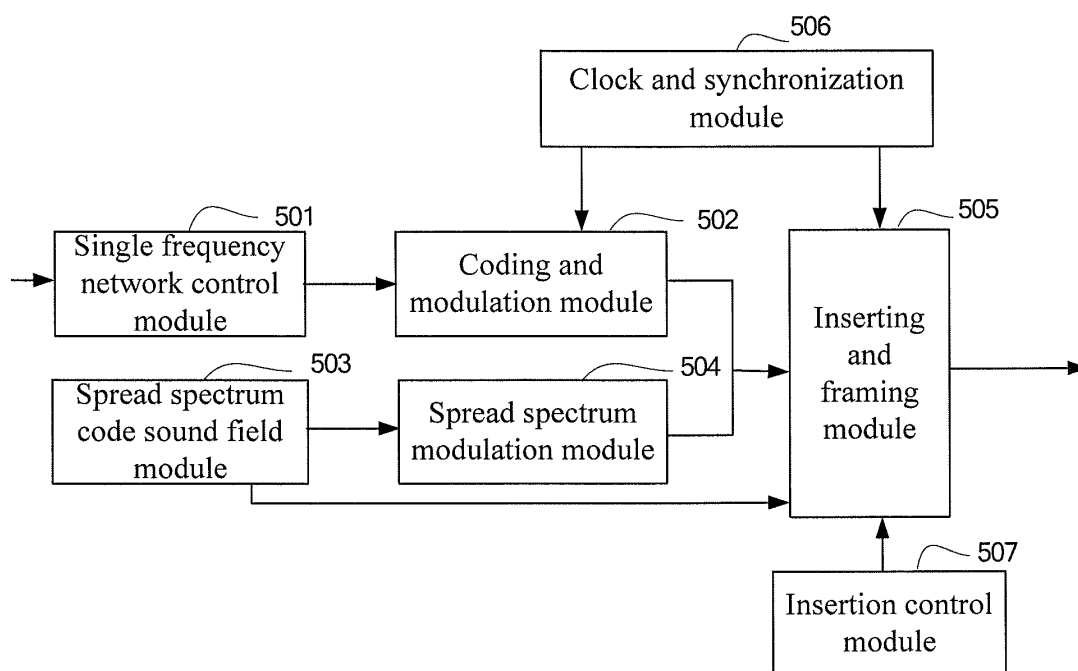 506
Clock and synchronization
module
501
Single frequency
network control
module
502
Coding and
modulation module
505
Inserting
and
framing
module
503
Spread spectrum
code sound field
module
504
Spread spectrum
modulation module
507
Insertion control
module